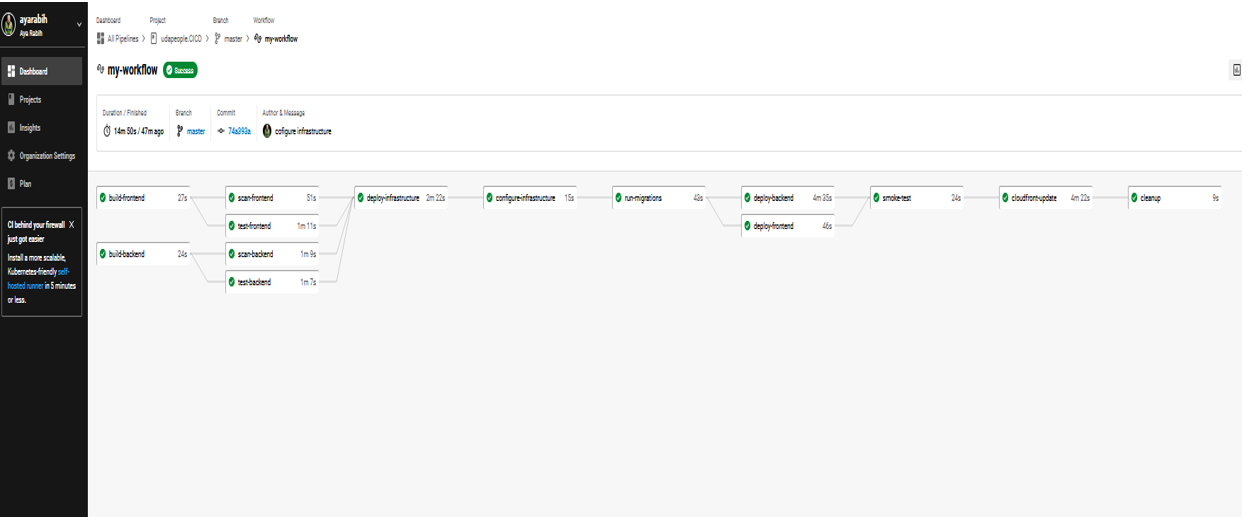 ayarabih
Aya Rabih
Dashboard
Projects
Insights
Organization Settings
Plan
CI behind your firewall X
just got easier
Install a more scalable,
Kubernetes-friendly self-
hosted runner in 5 minutes
or less.
Dashboard Project Branch Workflow
All Pipelines > udapeople.CICD > master > my-workflow
my-workflow Success
Duration / Finished Branch Commit Author & Message
14m 50s / 47m ago master 74a393a cofigure infrastructure
build-frontend 27s scan-frontend 51s deploy-infrastructure 2m 22s configure-infrastructure 15s run-migrations 43s deploy-backend 4m 35s smoke-test 24s cloudfront-update 4m 22s cleanup 9s
test-frontend 1m 11s deploy-frontend 46s
build-backend 24s scan-backend 1m 9s
test-backend 1m 7s